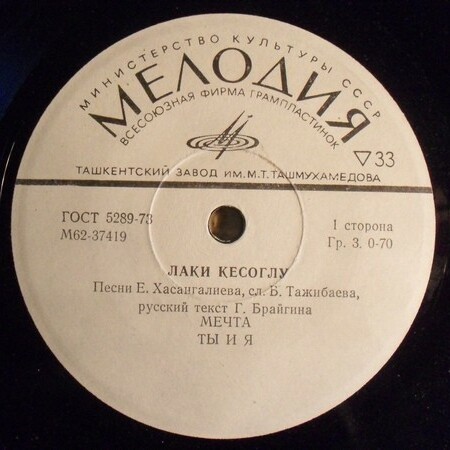 МИНИСТЕРСТВО КУЛЬТУРЫ СССР
МЕЛОДИЯ
ВСЕСОЮЗНАЯ ФИРМА ГРАМПЛАСТИНОК
▽33
ТАШКЕНТСКИЙ ЗАВОД ИМ. М.Т. ТАШМУХАМЕДОВА
ГОСТ 5289-73
М62-37419
1 сторона
Гр. 3. 0-70
ЛАКИ КЕСОГЛУ
Песни Е. Хасангалиева, сл. Б. Тажибаева,
русский текст Г. Брайгина
МЕЧТА
ТЫ И Я